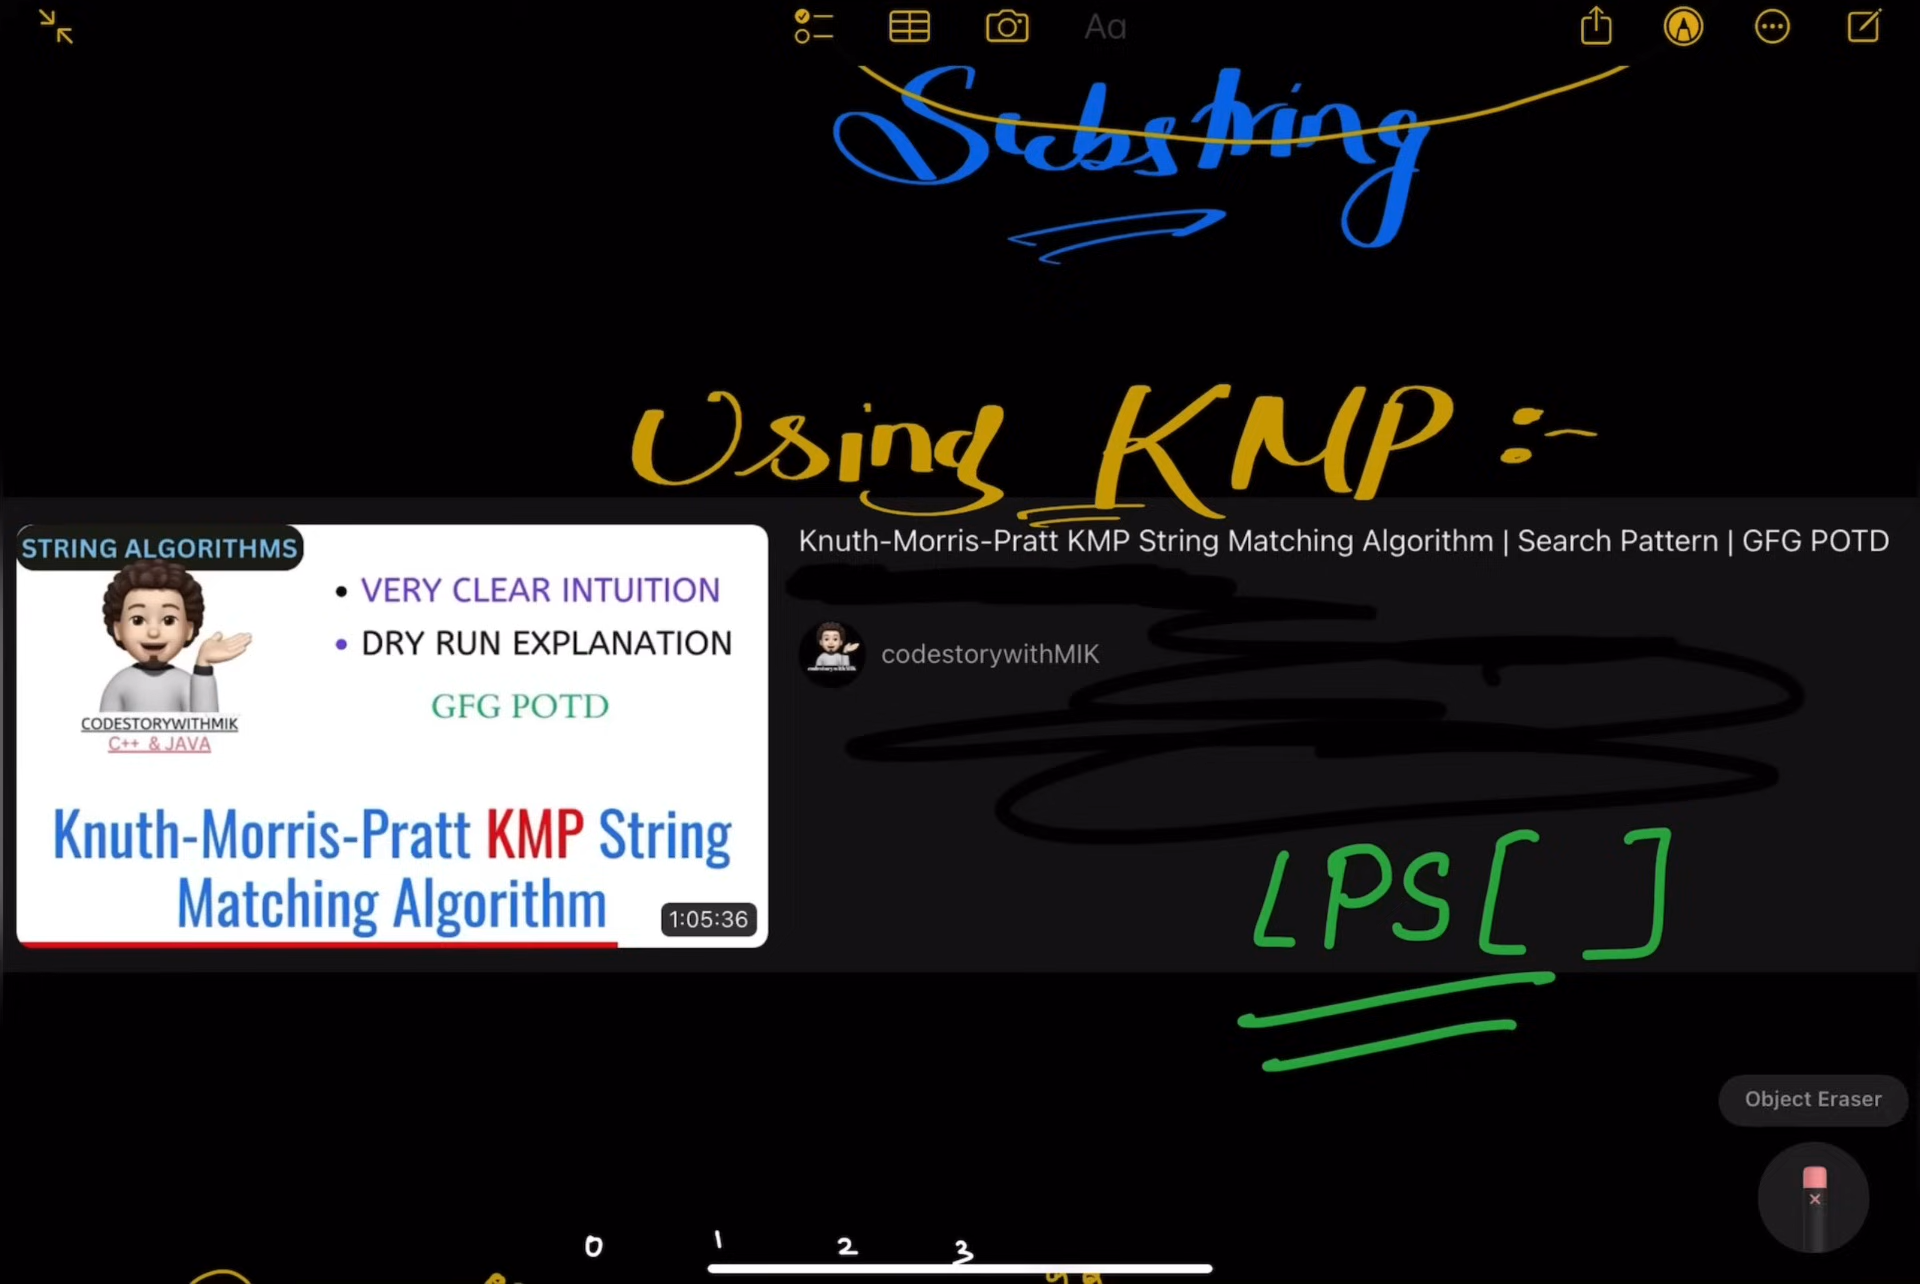 Aa
Substring
Using KMP :-
STRING ALGORITHMS
• VERY CLEAR INTUITION
• DRY RUN EXPLANATION
GFG POTD
CODESTORYWITHMIK
C++ & JAVA
Knuth-Morris-Pratt KMP String
Matching Algorithm
1:05:36
Knuth-Morris-Pratt KMP String Matching Algorithm | Search Pattern | GFG POTD
codestorywithMIK
LPS[ ]
Object Eraser
0 1 2 3